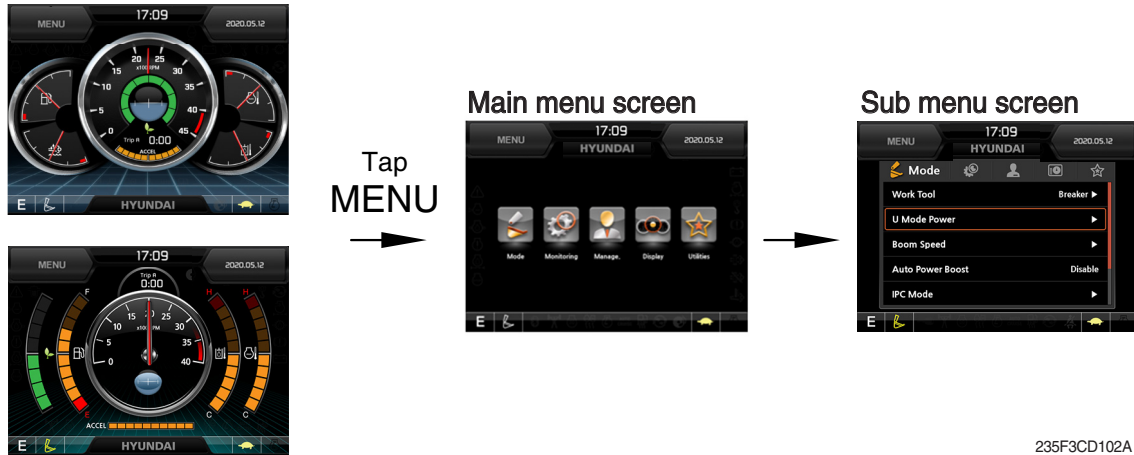 MENU
17:09
2020.05.12
20 25
15 x100 RPM 30
10 35
5 40
0 45
Trip A 0:00
ACCEL
E HYUNDAI
MENU
17:09
2020.05.12
Trip A
0:00
F H H
15 20 25
10 x100 RPM 30
5 35
0 40
E C C
ACCEL
E HYUNDAI
Tap
MENU
Main menu screen
MENU
17:09
HYUNDAI
2020.05.12
Mode Monitoring Manage. Display Utilities
E
Sub menu screen
MENU
17:09
HYUNDAI
2020.05.12
Mode
Work Tool Breaker ▶
U Mode Power ▶
Boom Speed ▶
Auto Power Boost Disable
IPC Mode ▶
E
235F3CD102A